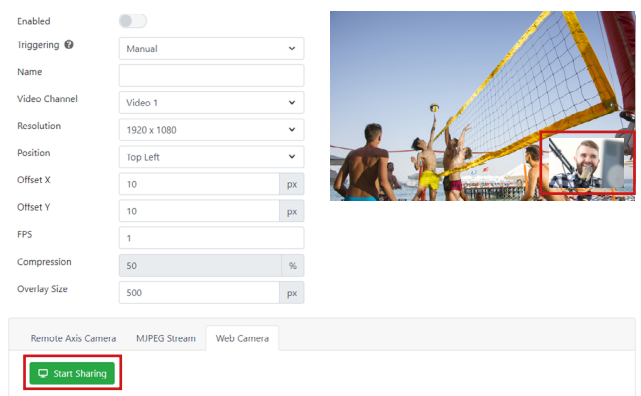 Enabled
Triggering ?
Manual
Name
Video Channel
Video 1
Resolution
1920 x 1080
Position
Top Left
Offset X
10
px
Offset Y
10
px
FPS
1
Compression
50
%
Overlay Size
500
px
Remote Axis Camera
MJPEG Stream
Web Camera
Start Sharing